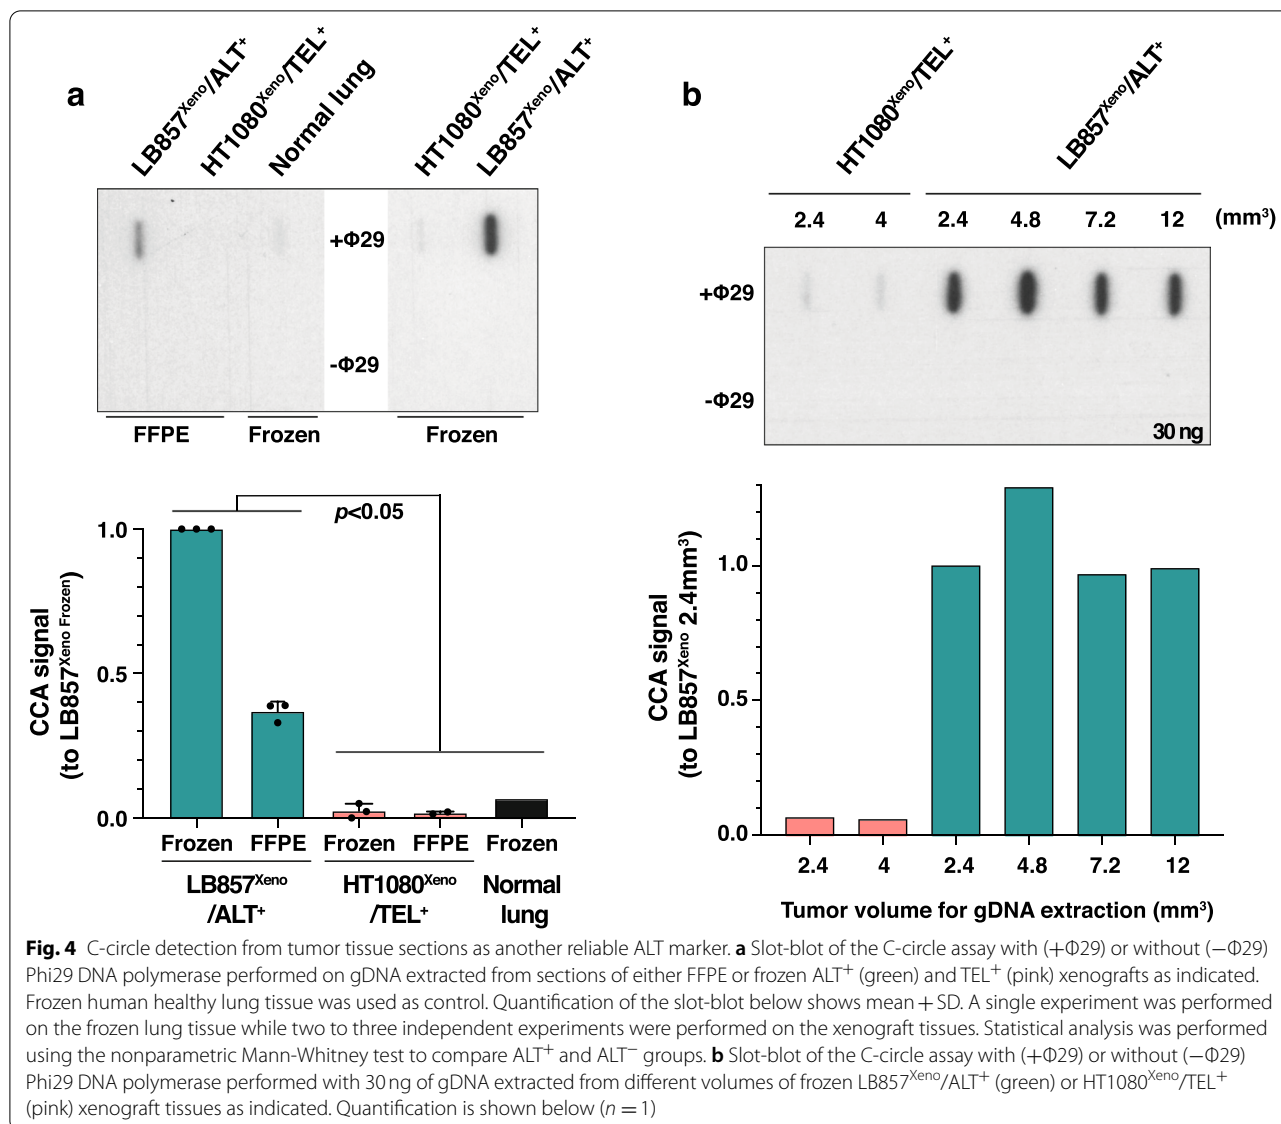 a
LB857Xeno/ALT+
HT1080Xeno/TEL+
Normal lung
HT1080Xeno/TEL+
LB857Xeno/ALT+
+Φ29
-Φ29
FFPE
Frozen
Frozen
p<0.05
CCA signal
(to LB857Xeno Frozen)
1.0
0.5
0.0
Frozen FFPE Frozen FFPE Frozen
LB857Xeno HT1080Xeno Normal
/ALT+ /TEL+ lung
b
HT1080Xeno/TEL+
LB857Xeno/ALT+
2.4 4 2.4 4.8 7.2 12 (mm³)
+Φ29
-Φ29
30 ng
CCA signal
(to LB857Xeno 2.4mm³)
1.0
0.5
0.0
2.4 4 2.4 4.8 7.2 12
Tumor volume for gDNA extraction (mm³)
Fig. 4 C-circle detection from tumor tissue sections as another reliable ALT marker. a Slot-blot of the C-circle assay with (+Φ29) or without (−Φ29)
Phi29 DNA polymerase performed on gDNA extracted from sections of either FFPE or frozen ALT+ (green) and TEL+ (pink) xenografts as indicated.
Frozen human healthy lung tissue was used as control. Quantification of the slot-blot below shows mean + SD. A single experiment was performed
on the frozen lung tissue while two to three independent experiments were performed on the xenograft tissues. Statistical analysis was performed
using the nonparametric Mann-Whitney test to compare ALT+ and ALT− groups. b Slot-blot of the C-circle assay with (+Φ29) or without (−Φ29)
Phi29 DNA polymerase performed with 30 ng of gDNA extracted from different volumes of frozen LB857Xeno/ALT+ (green) or HT1080Xeno/TEL+
(pink) xenograft tissues as indicated. Quantification is shown below (n = 1)